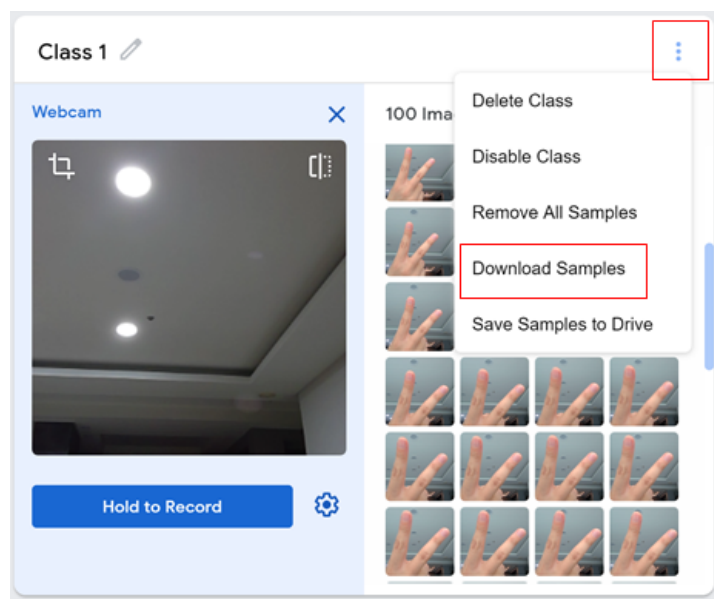 Class 1
Webcam
100 Ima
Delete Class
Disable Class
Remove All Samples
Download Samples
Save Samples to Drive
Hold to Record